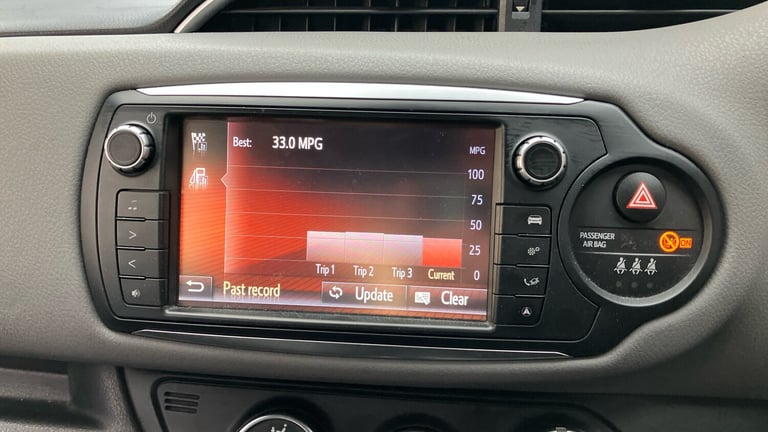 Best: 33.0 MPG
MPG
100
75
50
25
0
Trip 1 Trip 2 Trip 3 Current
Past record Update Clear
PASSENGER
AIR BAG
ON
A